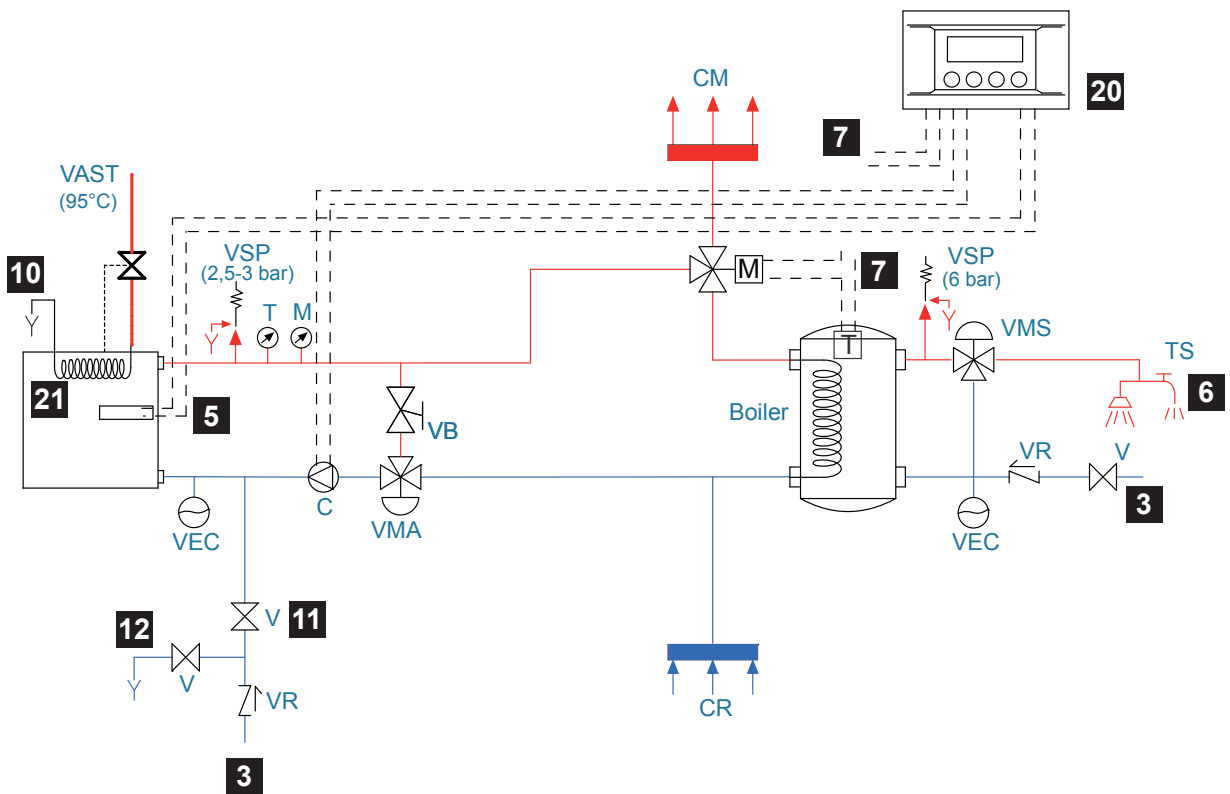 CM
20
7
VAST
(95°C)
VSP
(2,5-3 bar)
10
T
M
M
7
VSP
(6 bar)
VMS
T
TS
21
5
Boiler
6
VB
VR
V
3
C
VMA
VEC
VEC
V
11
12
V
VR
CR
3